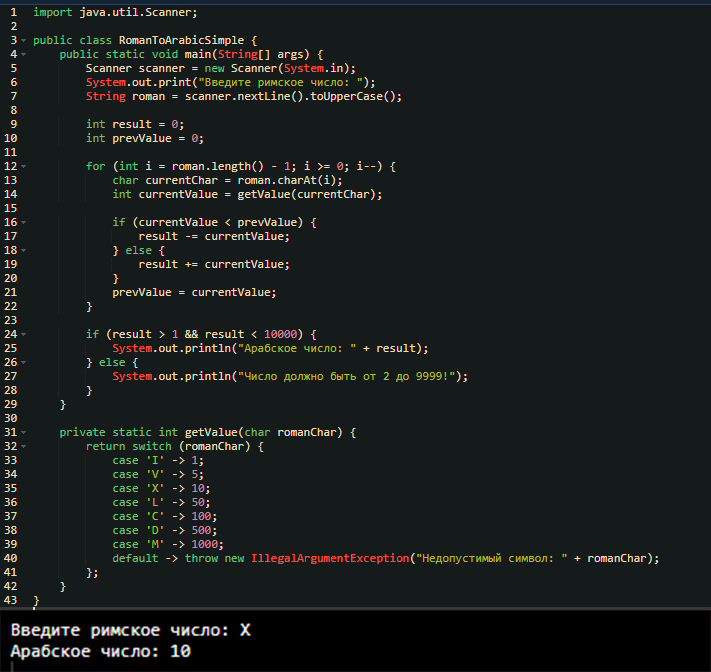 1 import java.util.Scanner;
2
3 public class RomanToArabicSimple {
4     public static void main(String[] args) {
5         Scanner scanner = new Scanner(System.in);
6         System.out.print("Введите римское число: ");
7         String roman = scanner.nextLine().toUpperCase();
8
9         int result = 0;
10         int prevValue = 0;
11
12         for (int i = roman.length() - 1; i >= 0; i--) {
13             char currentChar = roman.charAt(i);
14             int currentValue = getValue(currentChar);
15
16             if (currentValue < prevValue) {
17                 result -= currentValue;
18             } else {
19                 result += currentValue;
20             }
21             prevValue = currentValue;
22         }
23
24         if (result > 1 && result < 10000) {
25             System.out.println("Арабское число: " + result);
26         } else {
27             System.out.println("Число должно быть от 2 до 9999!");
28         }
29     }
30
31     private static int getValue(char romanChar) {
32         return switch (romanChar) {
33             case 'I' -> 1;
34             case 'V' -> 5;
35             case 'X' -> 10;
36             case 'L' -> 50;
37             case 'C' -> 100;
38             case 'D' -> 500;
39             case 'M' -> 1000;
40             default -> throw new IllegalArgumentException("Недопустимый символ: " + romanChar);
41         };
42     }
43 }
Введите римское число: X
Арабское число: 10